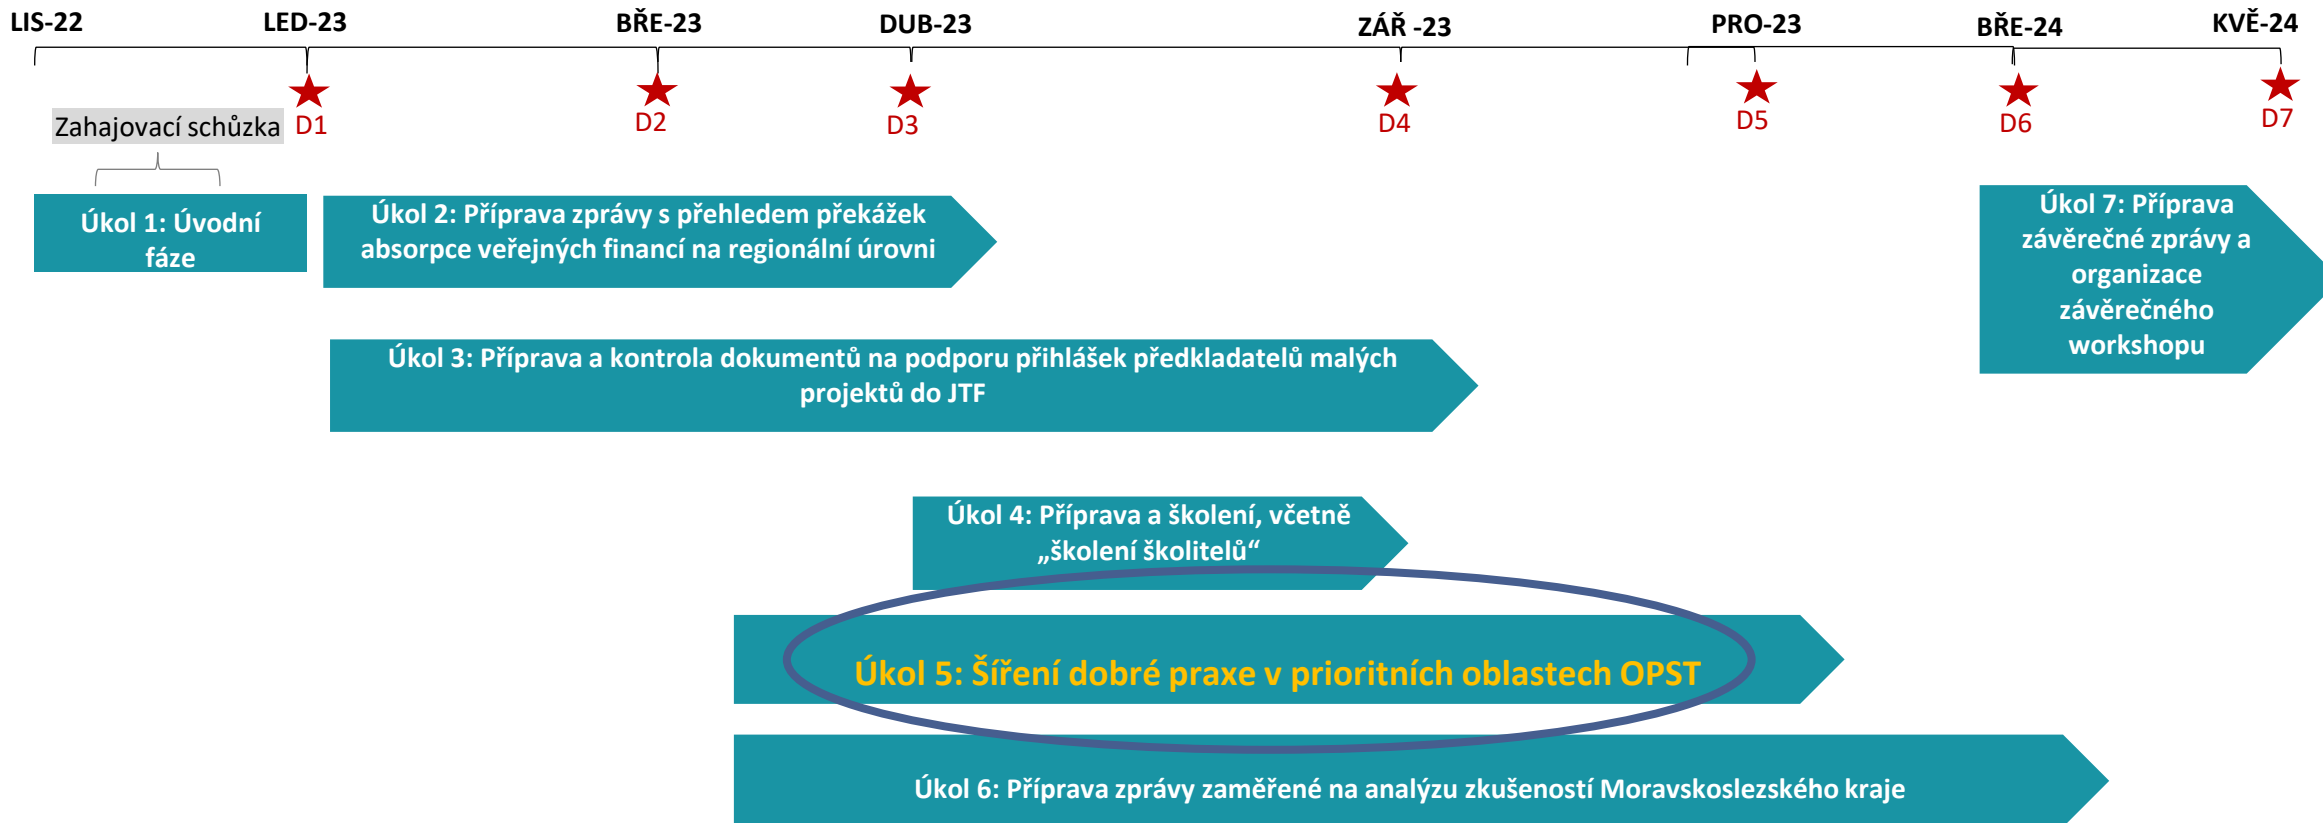 LIS-22
LED-23
BŘE-23
DUB-23
ZÁŘ -23
PRO-23
BŘE-24
KVĚ-24
Zahajovací schůzka
D1
D2
D3
D4
D5
D6
D7
Úkol 1: Úvodní
fáze
Úkol 2: Příprava zprávy s přehledem překážek
absorpce veřejných financí na regionální úrovni
Úkol 7: Příprava
závěrečné zprávy a
organizace
závěrečného
workshopu
Úkol 3: Příprava a kontrola dokumentů na podporu přihlášek předkladatelů malých
projektů do JTF
Úkol 4: Příprava a školení, včetně
„školení školitelů“
Úkol 5: Šíření dobré praxe v prioritních oblastech OPST
Úkol 6: Příprava zprávy zaměřené na analýzu zkušeností Moravskoslezského kraje